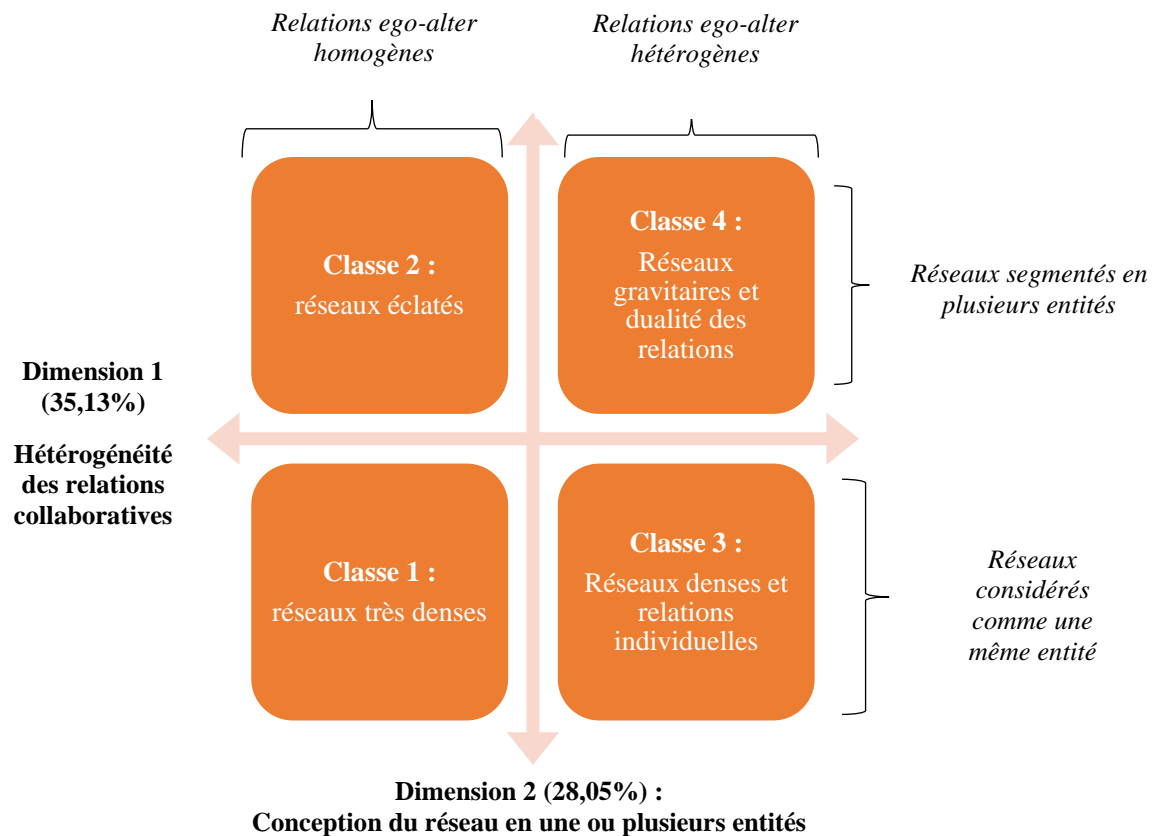 Relations ego-alter
homogènes
Relations ego-alter
hétérogènes
Classe 2 :
réseaux éclatés
Classe 4 :
Réseaux
gravitaires et
dualité des
relations
Réseaux segmentés en
plusieurs entités
Dimension 1
(35,13%)
Hétérogénéité
des relations
collaboratives
Classe 1 :
réseaux très denses
Classe 3 :
Réseaux denses et
relations
individuelles
Réseaux
considérés
comme une
même entité
Dimension 2 (28,05%) :
Conception du réseau en une ou plusieurs entités